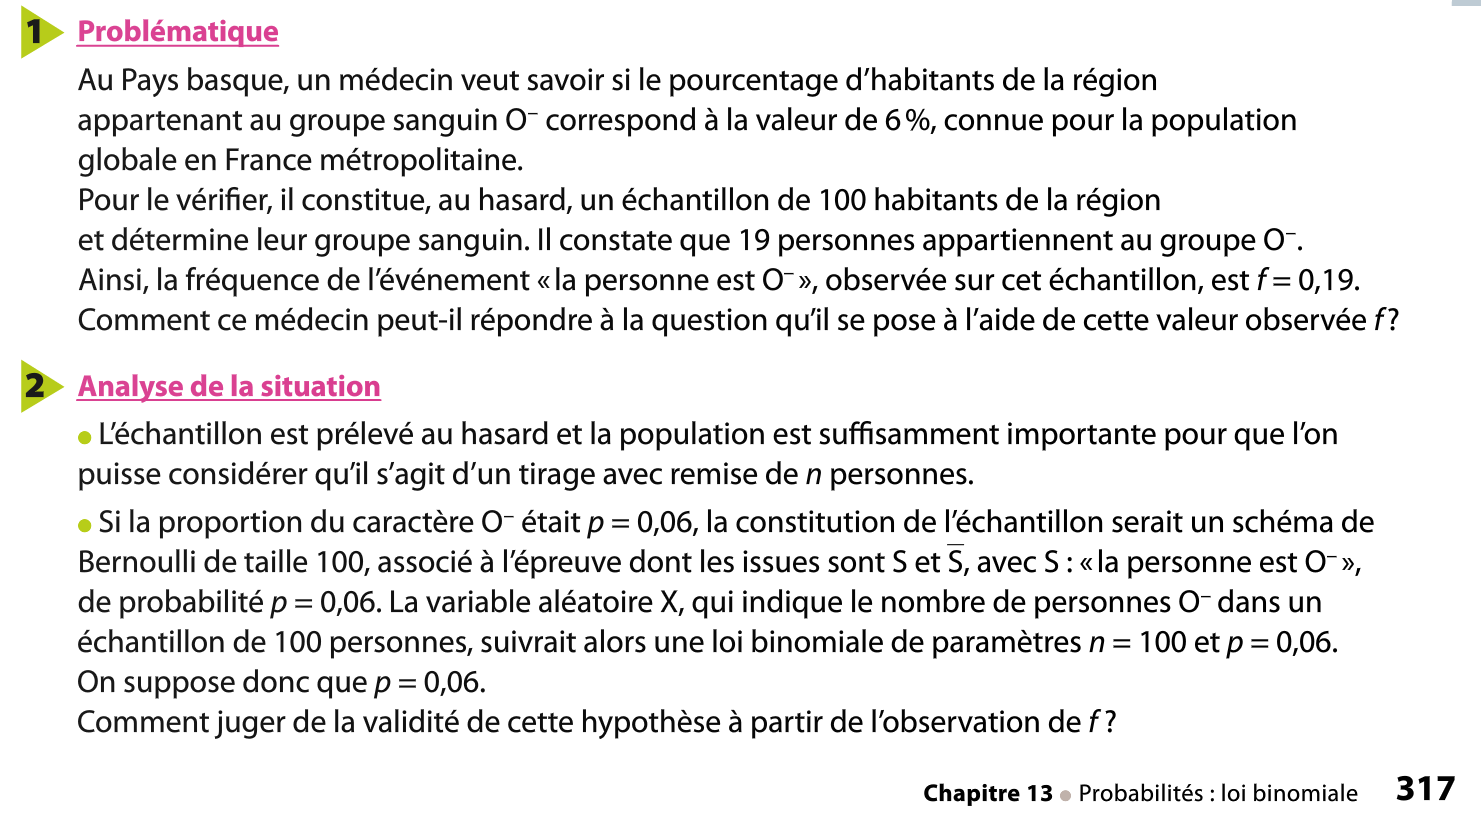 1 Problématique
Au Pays basque, un médecin veut savoir si le pourcentage d’habitants de la région
appartenant au groupe sanguin O⁻ correspond à la valeur de 6 %, connue pour la population
globale en France métropolitaine.
Pour le vérifier, il constitue, au hasard, un échantillon de 100 habitants de la région
et détermine leur groupe sanguin. Il constate que 19 personnes appartiennent au groupe O⁻.
Ainsi, la fréquence de l’événement « la personne est O⁻ », observée sur cet échantillon, est f = 0,19.
Comment ce médecin peut-il répondre à la question qu’il se pose à l’aide de cette valeur observée f ?
2 Analyse de la situation
● L’échantillon est prélevé au hasard et la population est suffisamment importante pour que l’on
puisse considérer qu’il s’agit d’un tirage avec remise de n personnes.
● Si la proportion du caractère O⁻ était p = 0,06, la constitution de l’échantillon serait un schéma de
Bernoulli de taille 100, associé à l’épreuve dont les issues sont S et S̅, avec S : « la personne est O⁻ »,
de probabilité p = 0,06. La variable aléatoire X, qui indique le nombre de personnes O⁻ dans un
échantillon de 100 personnes, suivrait alors une loi binomiale de paramètres n = 100 et p = 0,06.
On suppose donc que p = 0,06.
Comment juger de la validité de cette hypothèse à partir de l’observation de f ?
Chapitre 13 ● Probabilités : loi binomiale 317